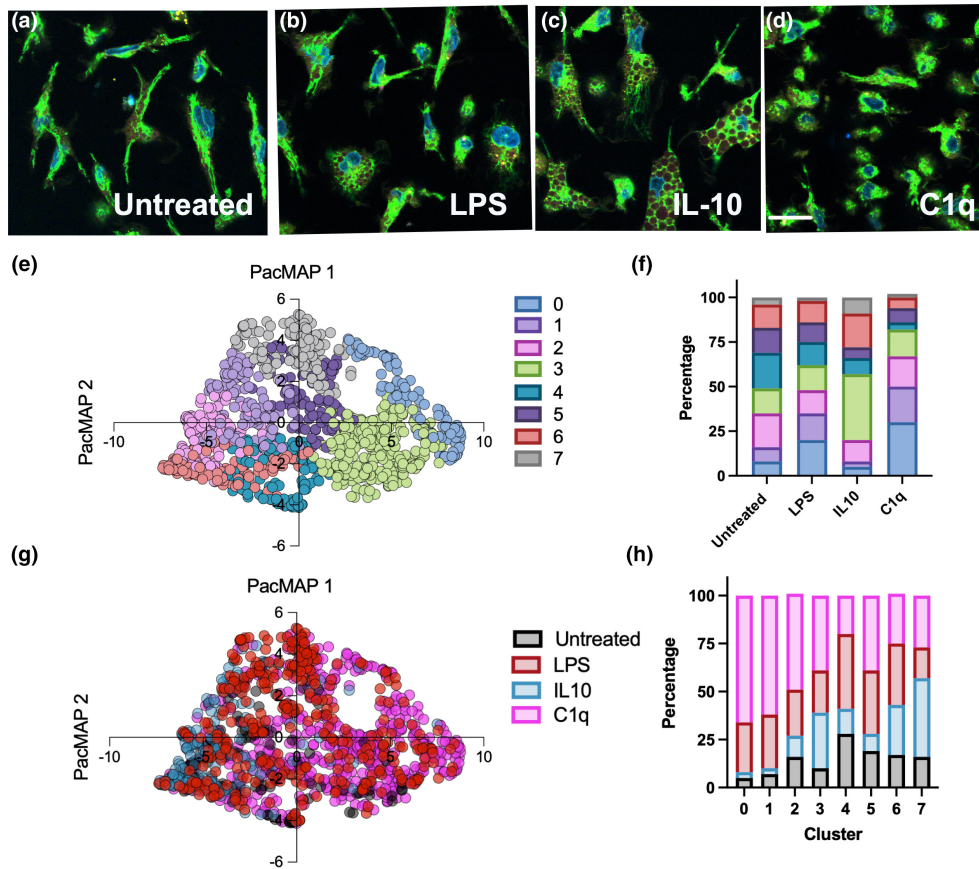 (a)
Untreated
(b)
LPS
(c)
IL-10
(d)
C1q
(e)
PacMAP 1
PacMAP 2
6
4
2
0
0
-2
-4
-6
-10
-5
5
10
0
1
2
3
4
5
6
7
(f)
Percentage
100
75
50
25
0
Untreated
LPS
IL10
C1q
(g)
PacMAP 1
PacMAP 2
6
4
2
0
0
-2
-4
-6
-10
-5
5
10
Untreated
LPS
IL10
C1q
(h)
Percentage
100
75
50
25
0
0 1 2 3 4 5 6 7
Cluster